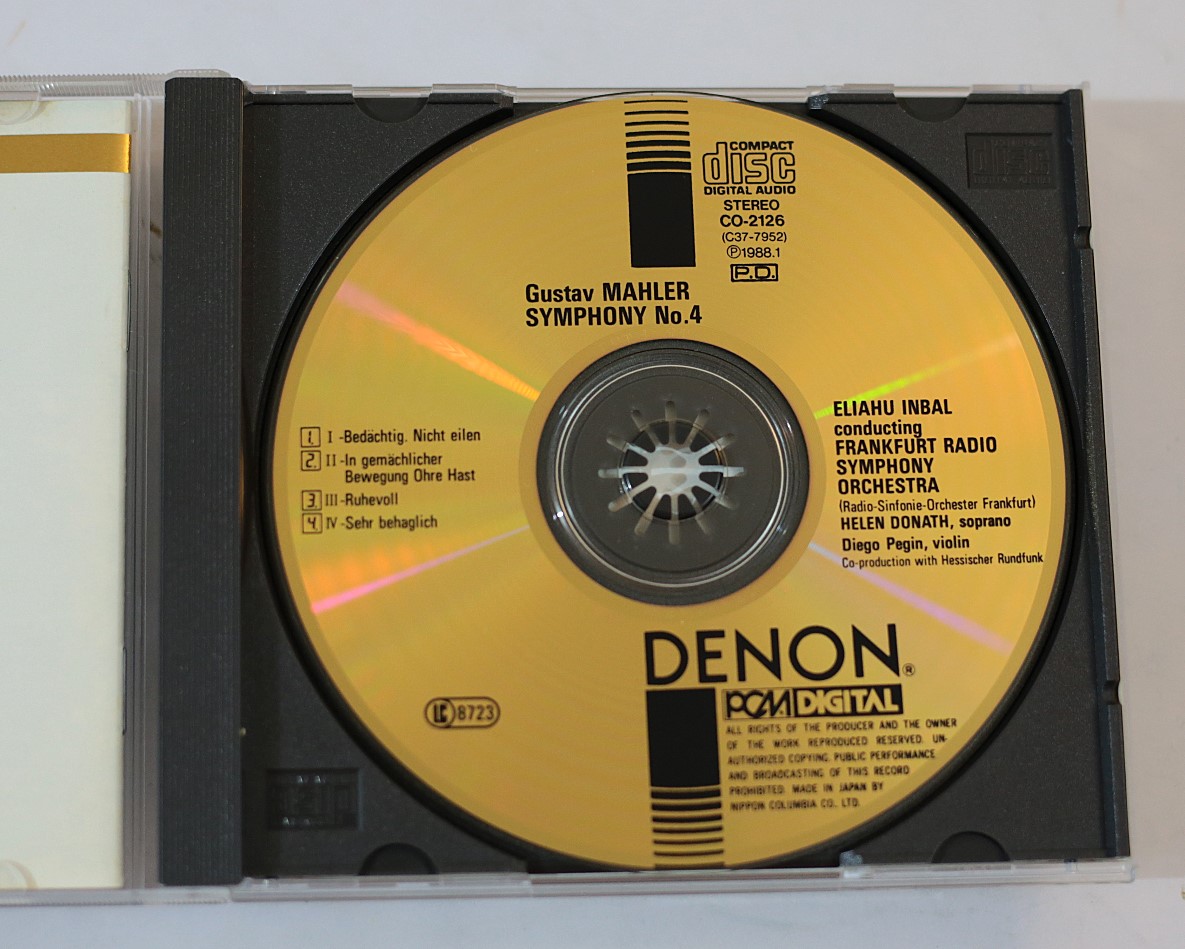 COMPACT
disc
DIGITAL AUDIO
STEREO
CO-2126
(C37-7952)
Ⓟ1988.1
P.D.
Gustav MAHLER
SYMPHONY No.4
1. I -Bedächtig. Nicht eilen
2. II -In gemächlicher
Bewegung Ohre Hast
3. III -Ruhevoll
4. IV -Sehr behaglich
ELIAHU INBAL
conducting
FRANKFURT RADIO
SYMPHONY
ORCHESTRA
(Radio-Sinfonie-Orchester Frankfurt)
HELEN DONATH, soprano
Diego Pegin, violin
Co-production with Hessischer Rundfunk
DENON®
PCM DIGITAL
LC 8723
ALL RIGHTS OF THE PRODUCER AND THE OWNER
OF THE WORK REPRODUCED RESERVED. UN-
AUTHORIZED COPYING, PUBLIC PERFORMANCE
AND BROADCASTING OF THIS RECORD
PROHIBITED. MADE IN JAPAN BY
NIPPON COLUMBIA CO., LTD.